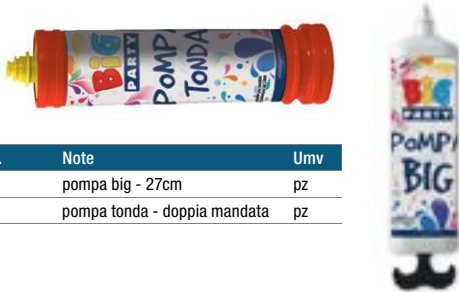 BIG
PARTY
POMPA
TONDA
. Note Umv
pompa big - 27cm pz
pompa tonda - doppia mandata pz
BIG
PARTY
POMPA
BIG